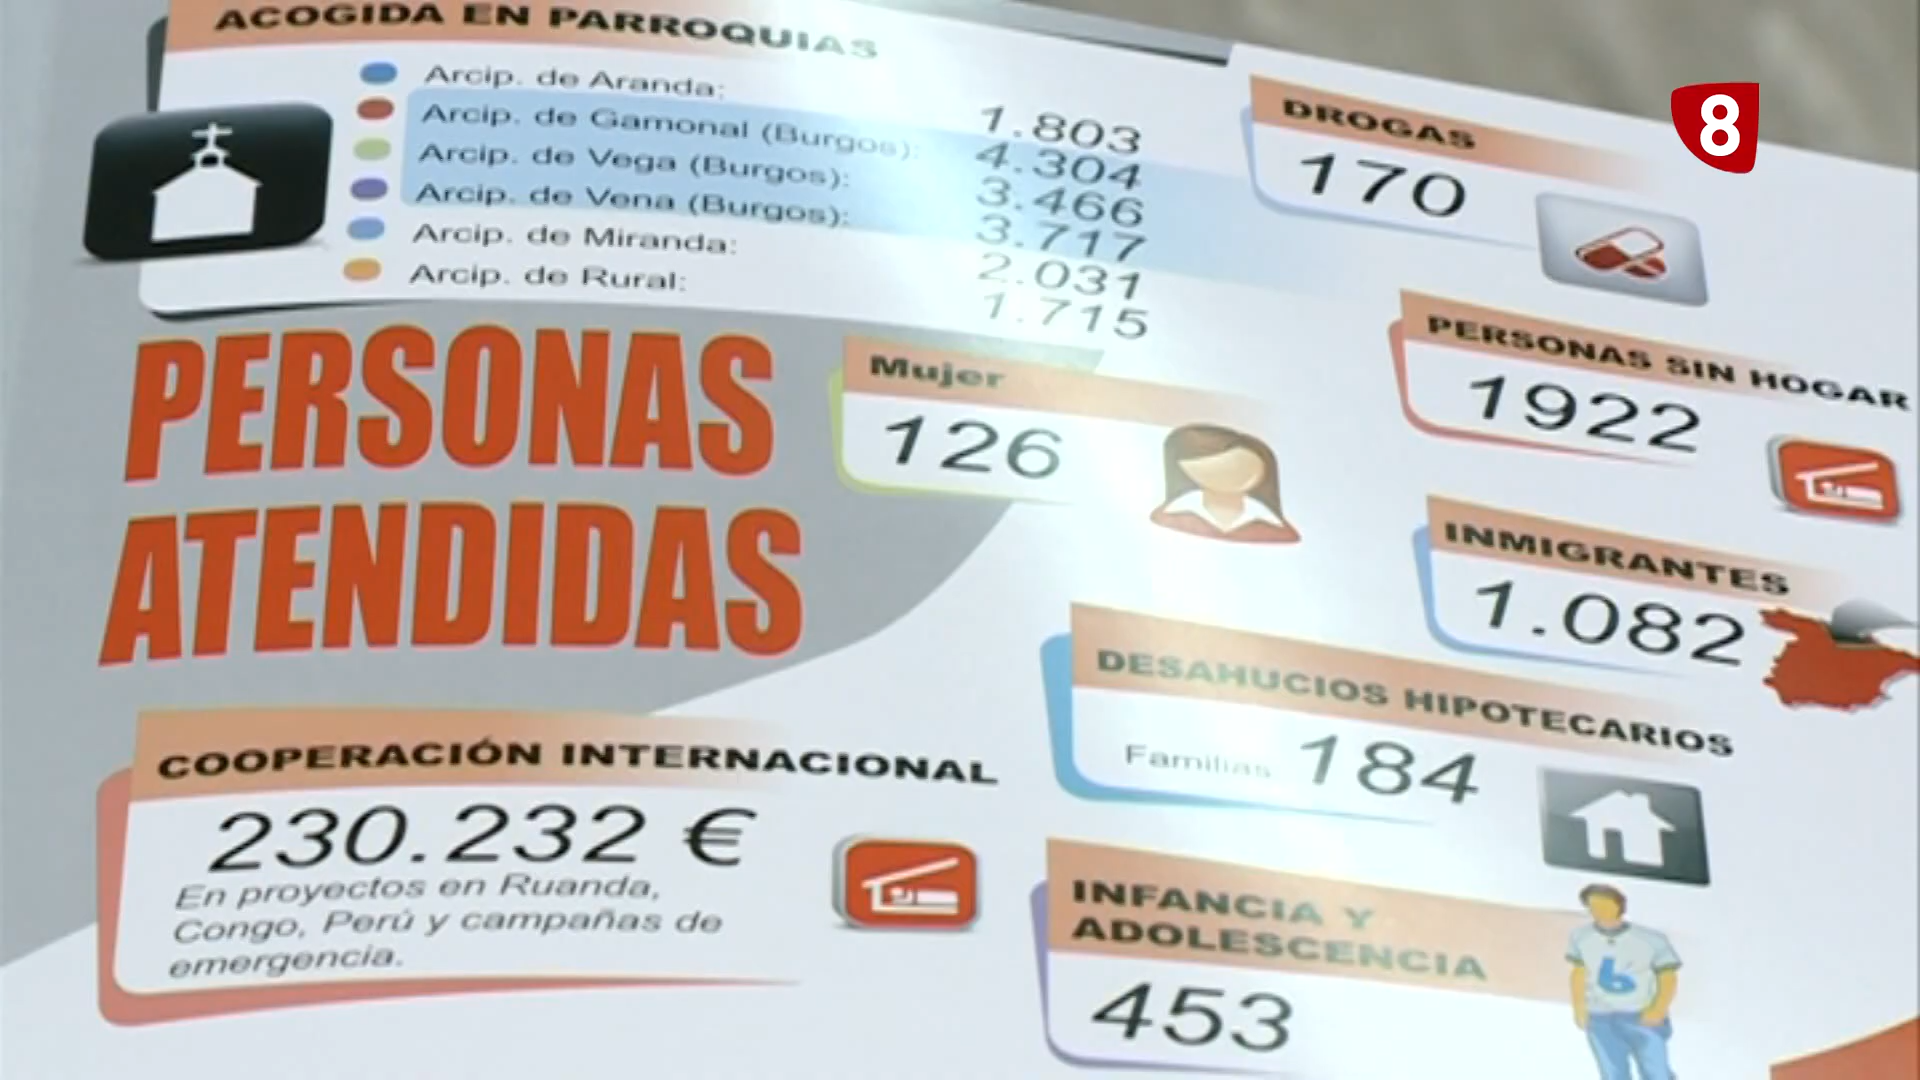 ACOGIDA EN PARROQUIAS
Arcip. de Aranda: 1.803
Arcip. de Gamonal (Burgos): 4.304
Arcip. de Vega (Burgos): 3.466
Arcip. de Vena (Burgos): 3.717
Arcip. de Miranda: 2.031
Arcip. de Rural: 1.715
DROGAS
170
8
PERSONAS SIN HOGAR
1922
Mujer
126
PERSONAS
ATENDIDAS
INMIGRANTES
1.082
DESAHUCIOS HIPOTECARIOS
Familias: 184
COOPERACIÓN INTERNACIONAL
230.232 €
En proyectos en Ruanda,
Congo, Perú y campañas de
emergencia.
INFANCIA Y
ADOLESCENCIA
453